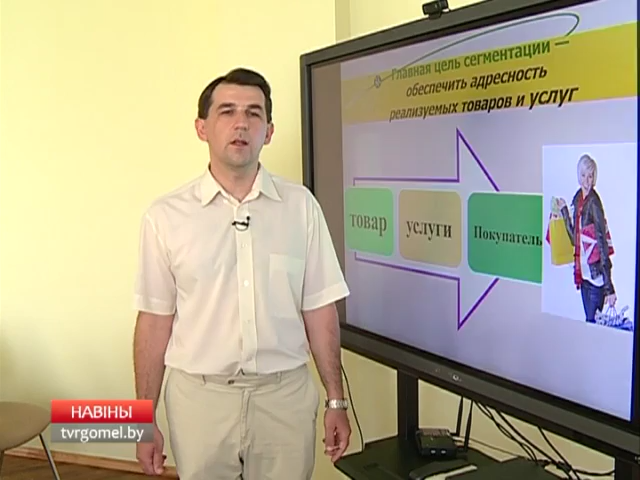 Главная цель сегментации —
обеспечить адресность
реализуемых товаров и услуг
товар
услуги
Покупатель
НАВІНЫ
tvrgomel.by